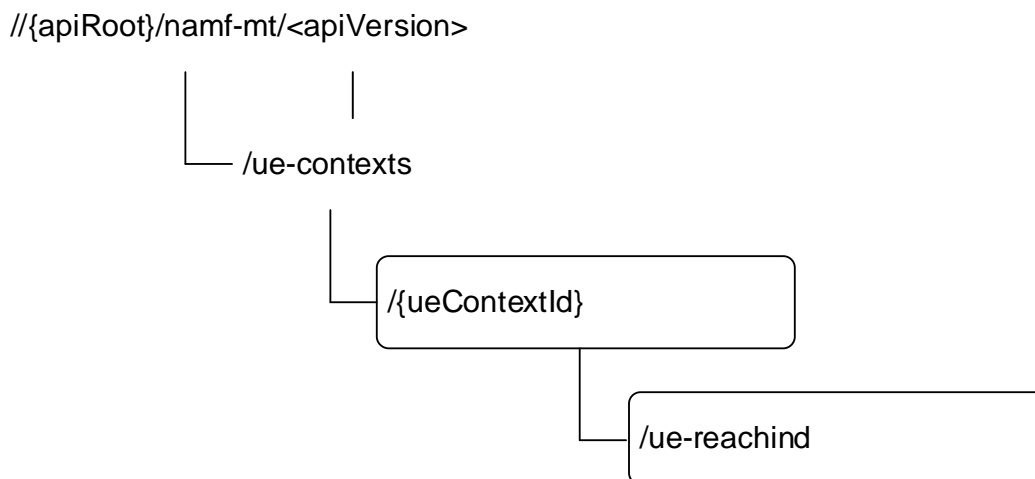 //{apiRoot}/namf-mt/<apiVersion>
/ue-contexts
/{ueContextId}
/ue-reachind